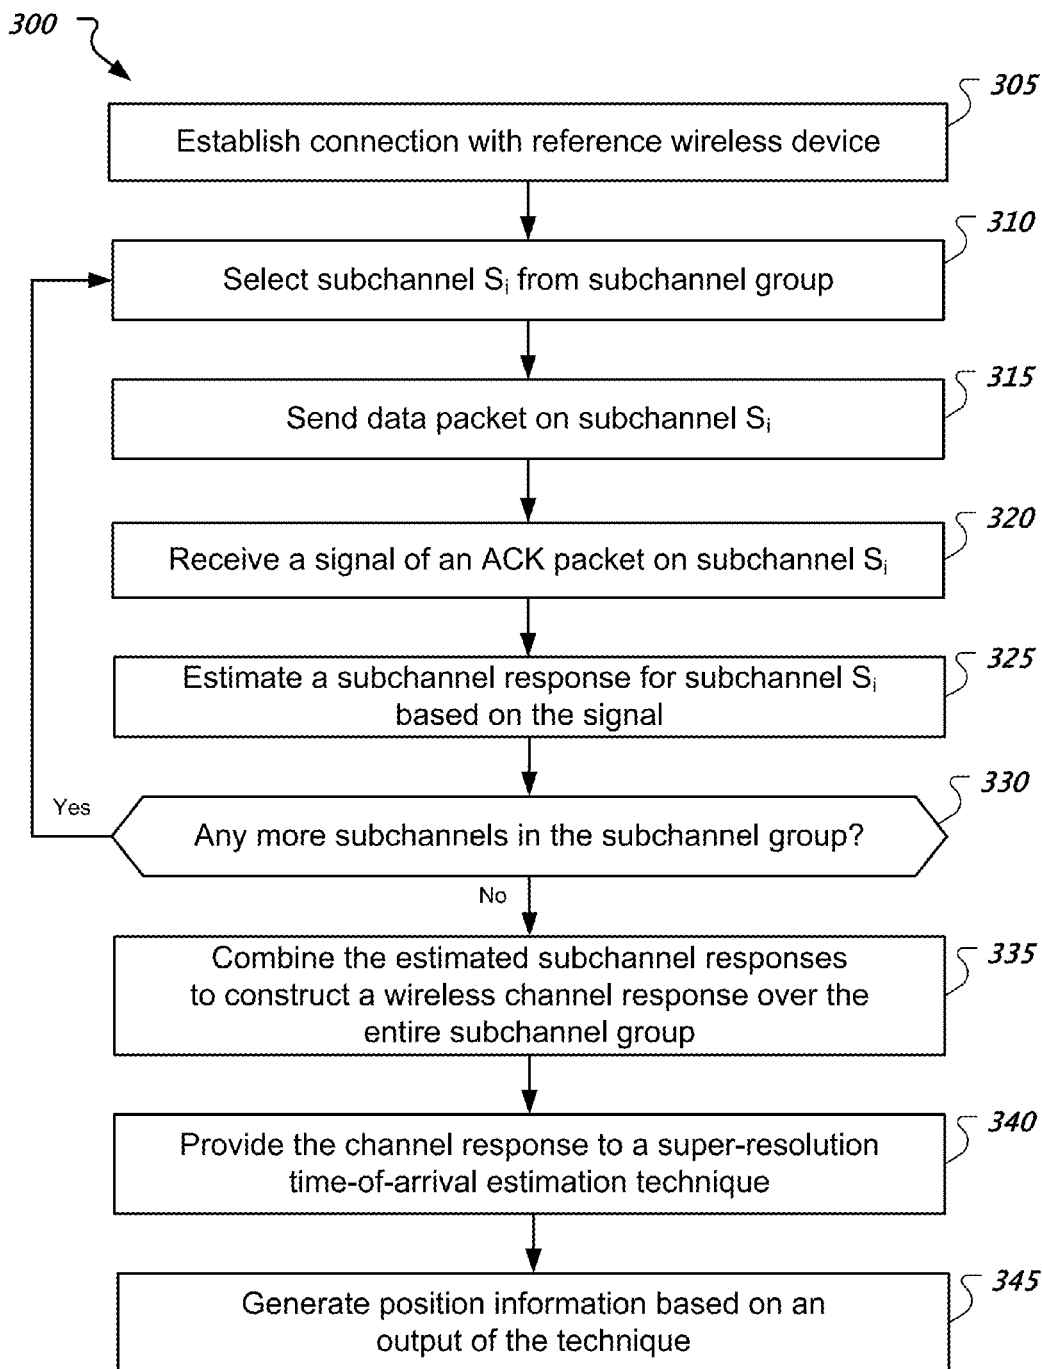 300
305
Establish connection with reference wireless device
310
Select subchannel Si from subchannel group
315
Send data packet on subchannel Si
320
Receive a signal of an ACK packet on subchannel Si
325
Estimate a subchannel response for subchannel Si
based on the signal
330
Yes
Any more subchannels in the subchannel group?
No
335
Combine the estimated subchannel responses
to construct a wireless channel response over the
entire subchannel group
340
Provide the channel response to a super-resolution
time-of-arrival estimation technique
345
Generate position information based on an
output of the technique